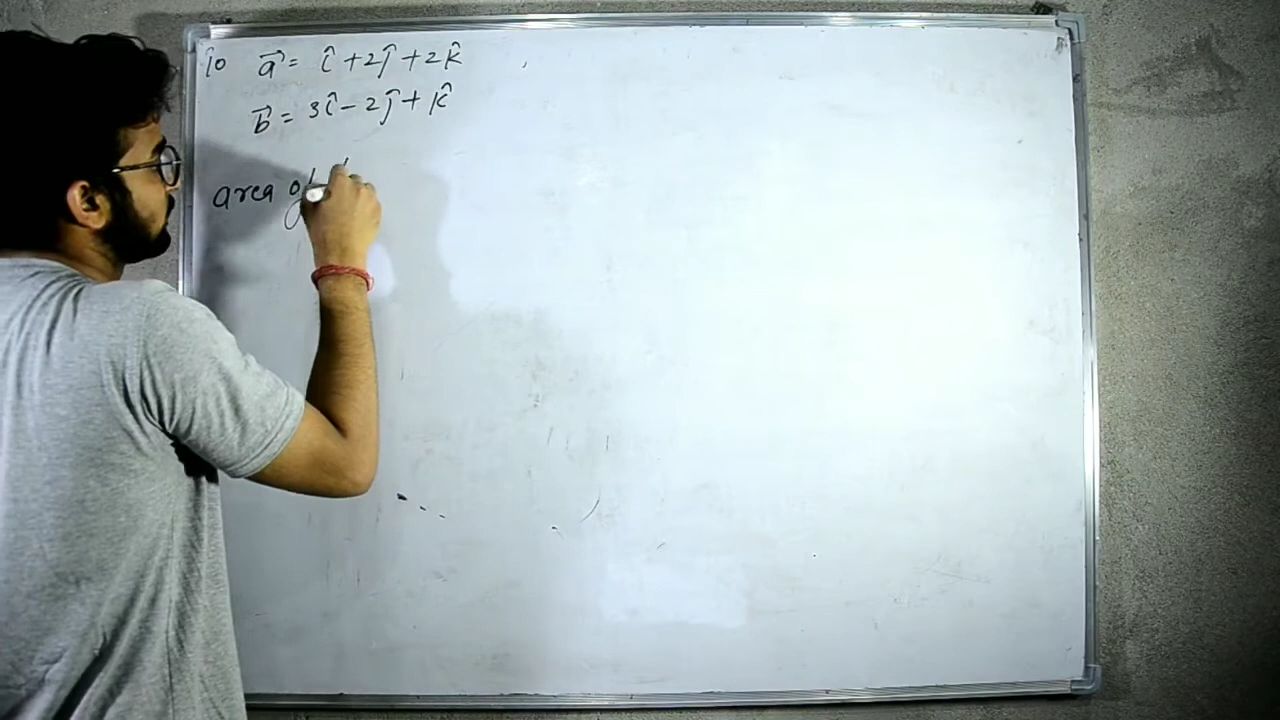 10 a⃗ = î + 2ĵ + 2k̂
b⃗ = 3î - 2ĵ + k̂
area of